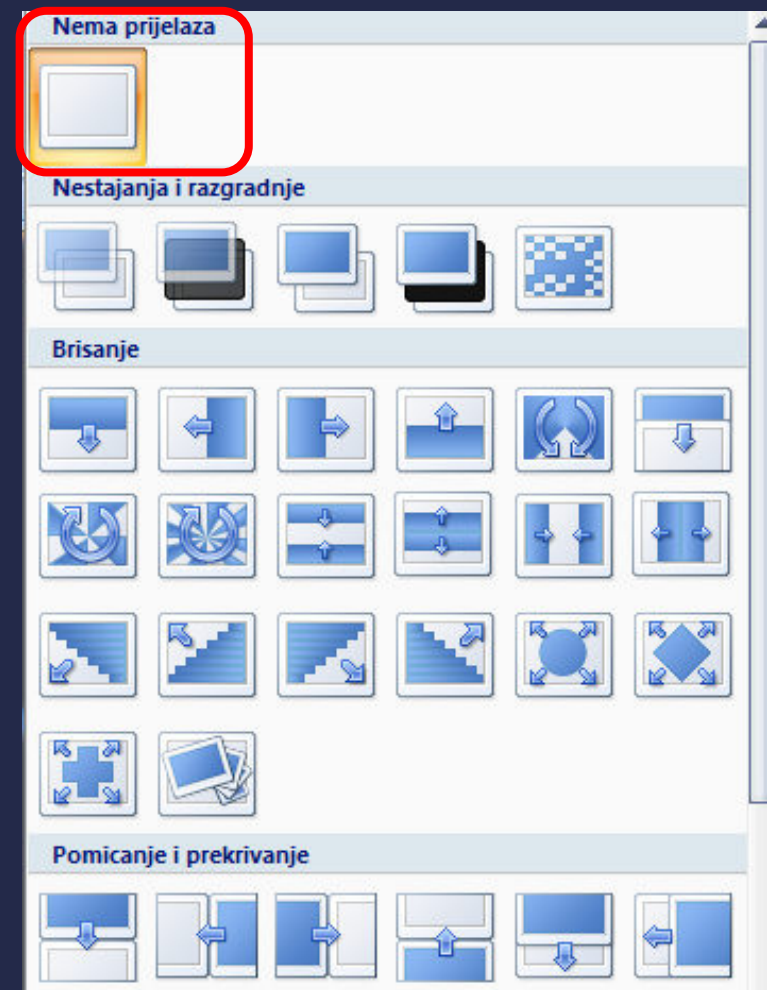 Nema prijelaza
Nestajanja i razgradnje
Brisanje
Pomicanje i prekrivanje